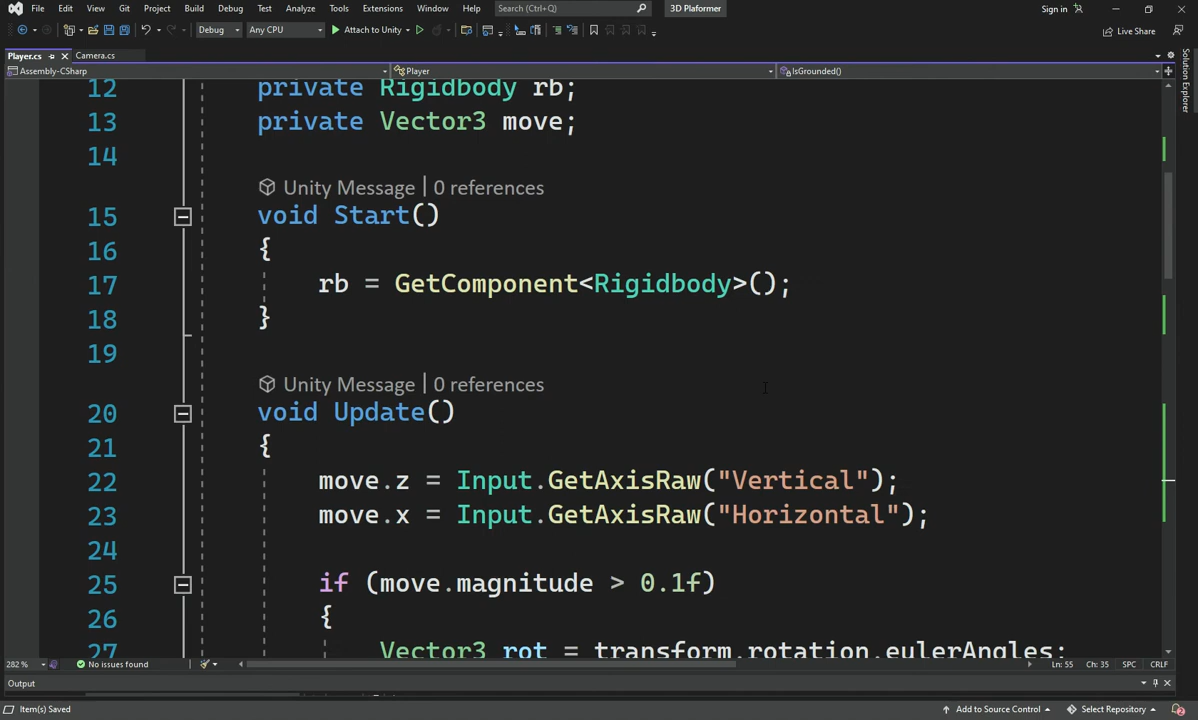 File Edit View Git Project Build Debug Test Analyze Tools Extensions Window Help Search (Ctrl+Q) 3D Plaformer Sign in
Debug Any CPU Attach to Unity Live Share
Player.cs Camera.cs
Assembly-CSharp Player IsGrounded()
Solution Explorer
12 private Rigidbody rb;
13 private Vector3 move;
14
Unity Message | 0 references
15 void Start()
16 {
17 rb = GetComponent<Rigidbody>();
18 }
19
Unity Message | 0 references
20 void Update()
21 {
22 move.z = Input.GetAxisRaw("Vertical");
23 move.x = Input.GetAxisRaw("Horizontal");
24
25 if (move.magnitude > 0.1f)
26 {
27 Vector3 rot = transform.rotation.eulerAngles;
282 % No issues found Ln: 55 Ch: 35 SPC CRLF
Output
Item(s) Saved Add to Source Control Select Repository 2